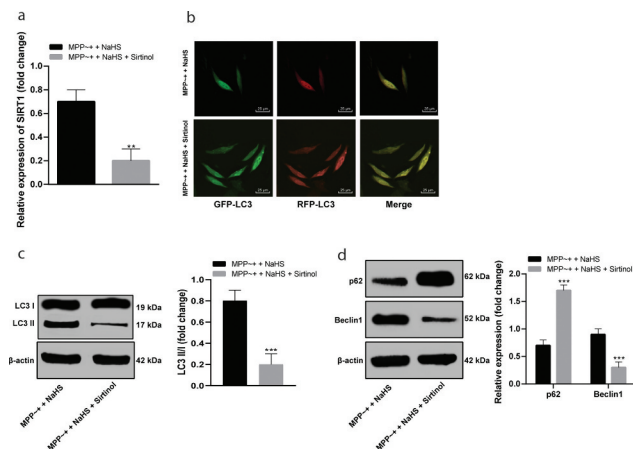 a
MPP~+ + NaHS
MPP~+ + NaHS + Sirtinol
Relative expression of SIRT1 (fold change)
1.0
0.8
0.6
0.4
0.2
0.0
**
b
MPP~+ + NaHS
MPP~+ + NaHS + Sirtinol
GFP-LC3
RFP-LC3
Merge
c
LC3 I
19 kDa
LC3 II
17 kDa
β-actin
42 kDa
MPP~+ + NaHS
MPP~+ + NaHS + Sirtinol
MPP~+ + NaHS
MPP~+ + NaHS + Sirtinol
LC3 II/I (fold change)
1.0
0.8
0.6
0.4
0.2
0.0
***
d
p62
62 kDa
Beclin1
52 kDa
β-actin
42 kDa
MPP~+ + NaHS
MPP~+ + NaHS + Sirtinol
MPP~+ + NaHS
MPP~+ + NaHS + Sirtinol
Relative expression (fold change)
2.0
1.5
1.0
0.5
0.0
***
***
p62
Beclin1